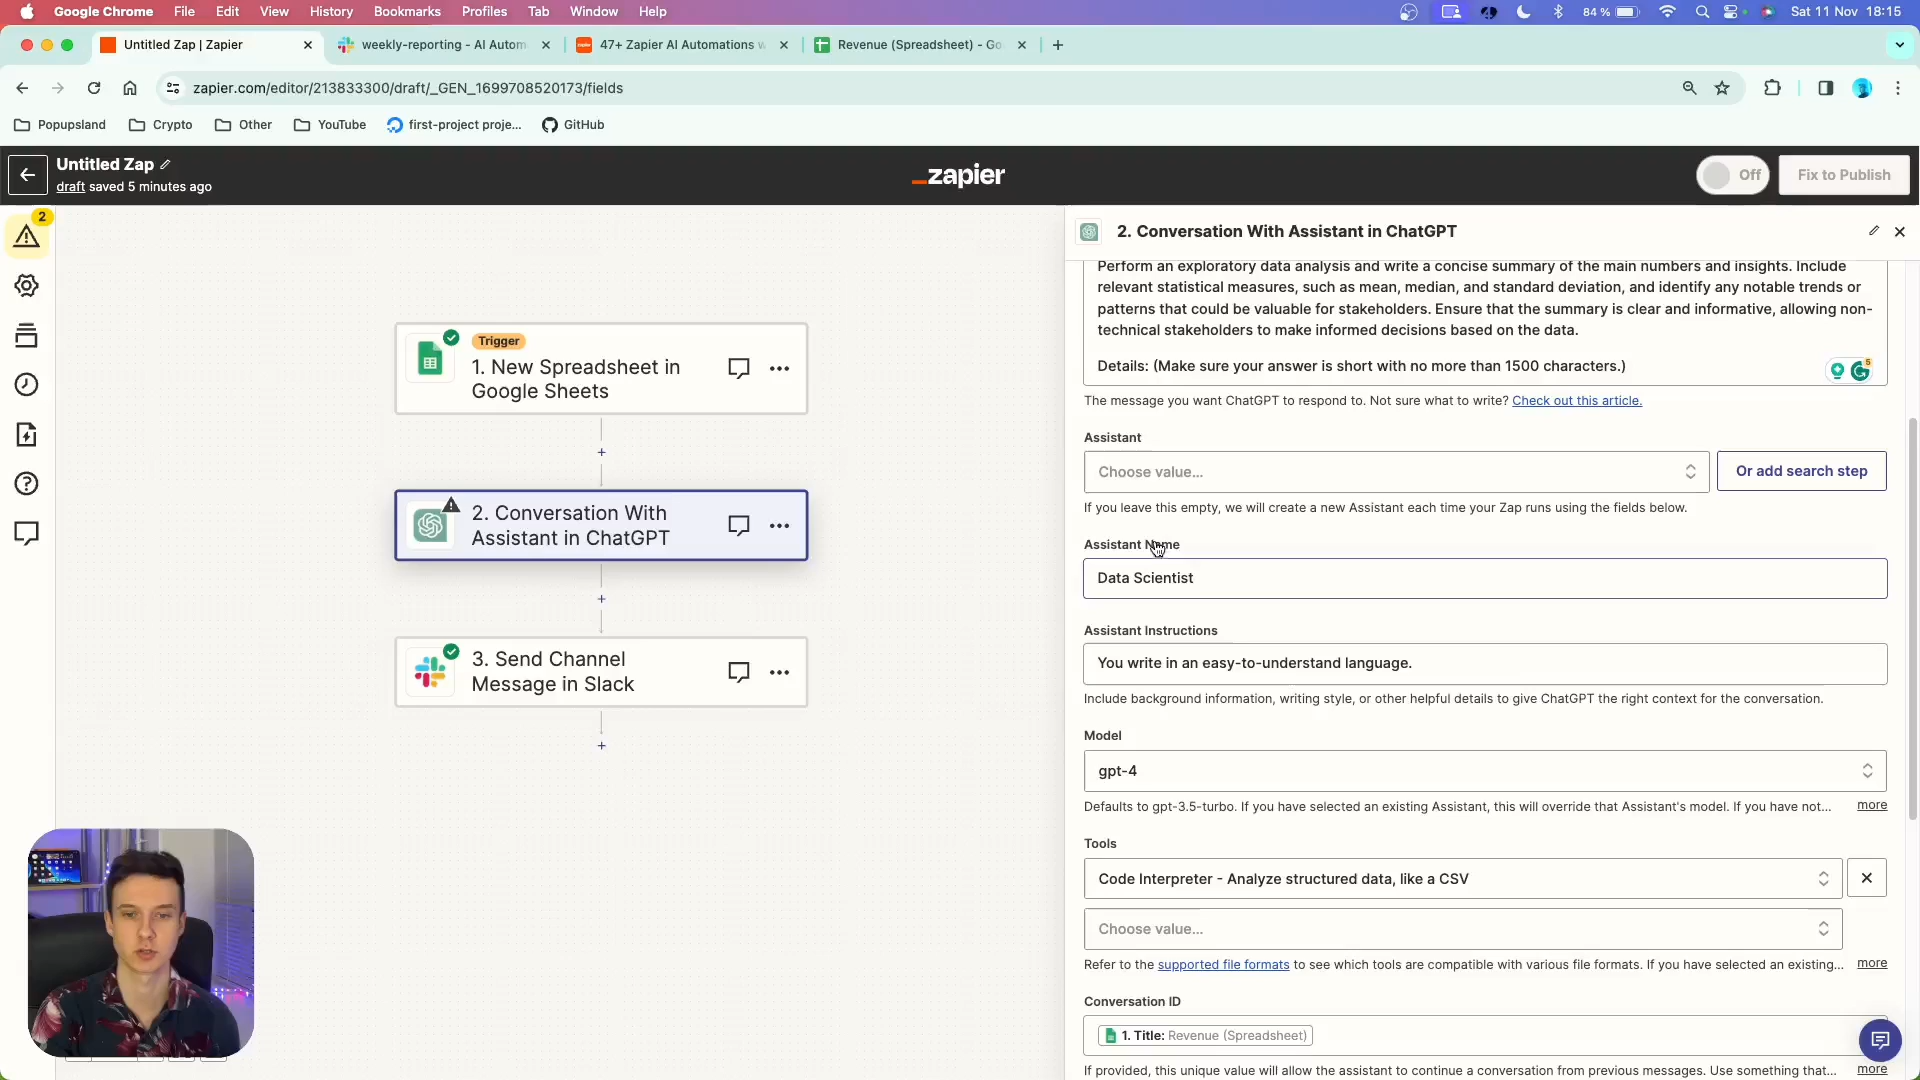 Google Chrome File Edit View History Bookmarks Profiles Tab Window Help 84 % Sat 11 Nov 18:15
Untitled Zap | Zapier weekly-reporting - AI Autom 47+ Zapier AI Automations w Revenue (Spreadsheet) - Go
zapier.com/editor/213833300/draft/_GEN_1699708520173/fields
Popupsland Crypto Other YouTube first-project proje... GitHub
Untitled Zap
draft saved 5 minutes ago
_zapier
Off
Fix to Publish
2
Trigger
1. New Spreadsheet in
Google Sheets
2. Conversation With
Assistant in ChatGPT
3. Send Channel
Message in Slack
2. Conversation With Assistant in ChatGPT
Perform an exploratory data analysis and write a concise summary of the main numbers and insights. Include
relevant statistical measures, such as mean, median, and standard deviation, and identify any notable trends or
patterns that could be valuable for stakeholders. Ensure that the summary is clear and informative, allowing non-
technical stakeholders to make informed decisions based on the data.
Details: (Make sure your answer is short with no more than 1500 characters.)
5
The message you want ChatGPT to respond to. Not sure what to write? Check out this article.
Assistant
Choose value...
Or add search step
If you leave this empty, we will create a new Assistant each time your Zap runs using the fields below.
Assistant Name
Data Scientist
Assistant Instructions
You write in an easy-to-understand language.
Include background information, writing style, or other helpful details to give ChatGPT the right context for the conversation.
Model
gpt-4
Defaults to gpt-3.5-turbo. If you have selected an existing Assistant, this will override that Assistant's model. If you have not... more
Tools
Code Interpreter - Analyze structured data, like a CSV
Choose value...
Refer to the supported file formats to see which tools are compatible with various file formats. If you have selected an existing... more
Conversation ID
1. Title: Revenue (Spreadsheet)
If provided, this unique value will allow the assistant to continue a conversation from previous messages. Use something that... more